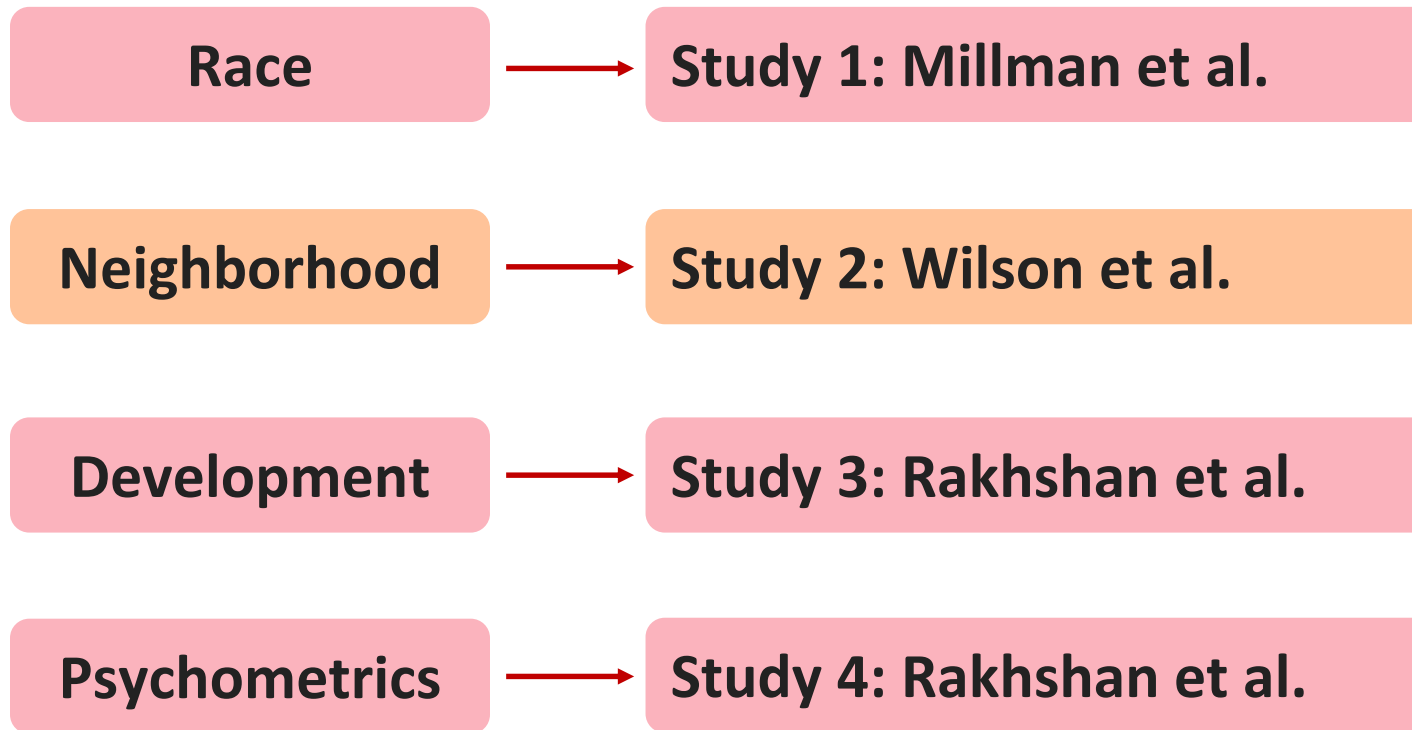 Race
Study 1: Millman et al.
Neighborhood
Study 2: Wilson et al.
Development
Study 3: Rakhshan et al.
Psychometrics
Study 4: Rakhshan et al.